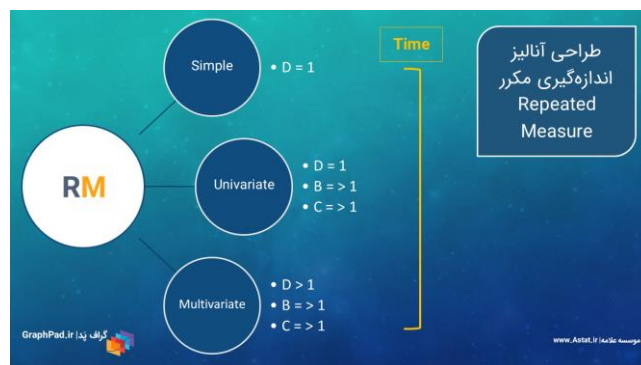 طراحی آنالیز
اندازه‌گیری مکرر
Repeated
Measure
Time
RM
Simple
• D = 1
Univariate
• D = 1
• B = > 1
• C = > 1
Multivariate
• D > 1
• B = > 1
• C = > 1
گراف پَد | GraphPad.ir
موسسه علامه | www.Astat.ir